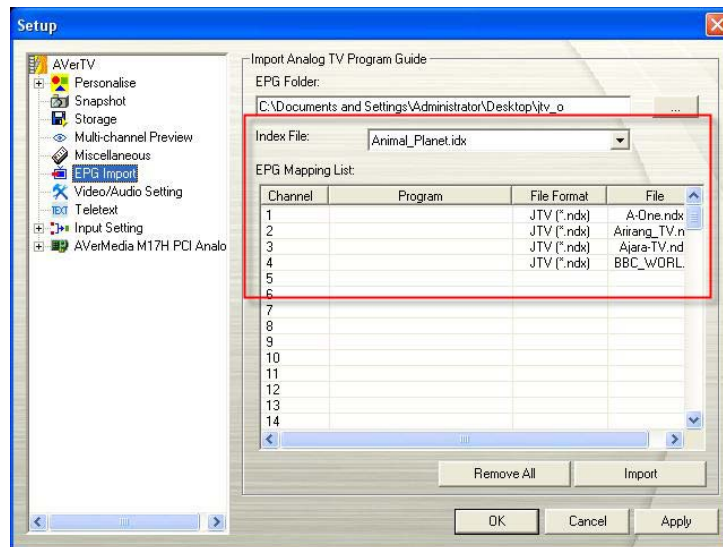 Setup
AVerTV
Personalise
Snapshot
Storage
Multi-channel Preview
Miscellaneous
EPG Import
Video/Audio Setting
TEXT Teletext
Input Setting
AVerMedia M17H PCI Analo
Import Analog TV Program Guide
EPG Folder:
C:\Documents and Settings\Administrator\Desktop\jtv_o
...
Index File:
Animal_Planet.idx
EPG Mapping List:
Channel Program File Format File
1 JTV (*.ndx) A-One.ndx
2 JTV (*.ndx) Arirang_TV.n
3 JTV (*.ndx) Ajara-TV.nd
4 JTV (*.ndx) BBC_WORL.
5
6
7
8
9
10
11
12
13
14
Remove All Import
OK Cancel Apply